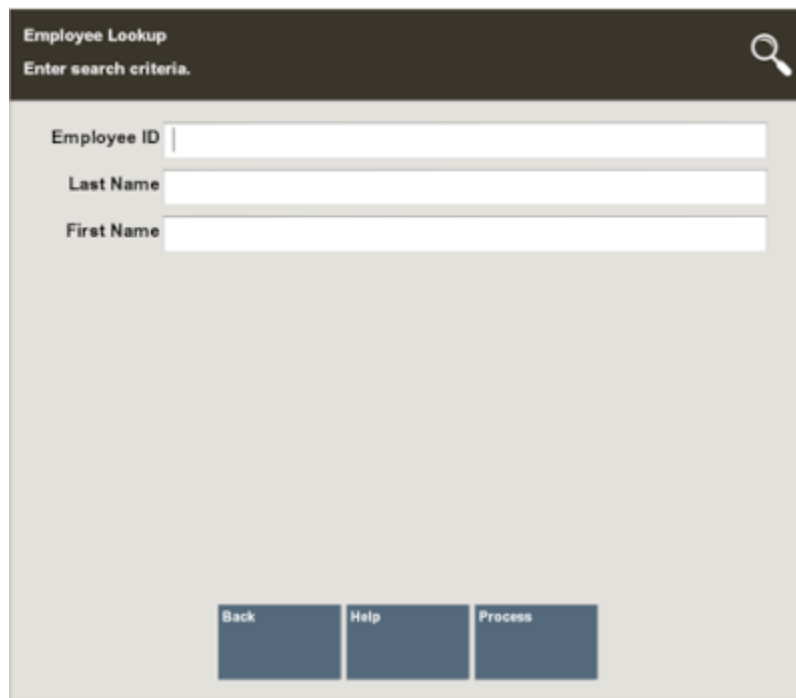 Employee Lookup
Enter search criteria.
Employee ID
Last Name
First Name
Back Help Process